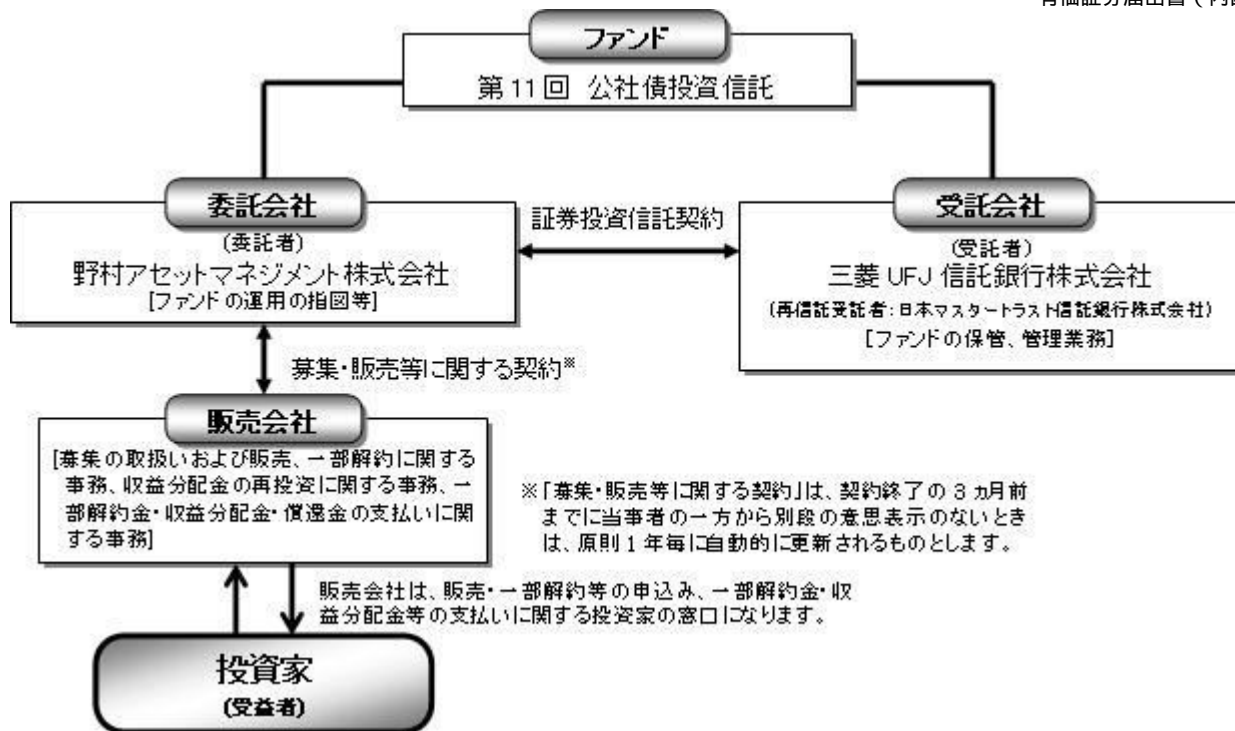 ファンド
第11回 公社債投資信託
委託会社
(委託者)
野村アセットマネジメント株式会社
[ファンドの運用の指図等]
証券投資信託契約
受託会社
(受託者)
三菱 UFJ 信託銀行株式会社
(再信託受託者:日本マスタートラスト信託銀行株式会社)
[ファンドの保管、管理業務]
募集・販売等に関する契約※
販売会社
[募集の取扱いおよび販売、一部解約に関する
事務、収益分配金の再投資に関する事務、一
部解約金・収益分配金・償還金の支払いに関
する事務]
※「募集・販売等に関する契約」は、契約終了の3ヵ月前
までに当事者の一方から別段の意思表示のないとき
は、原則1年毎に自動的に更新されるものとします。
販売会社は、販売・一部解約等の申込み、一部解約金・収
益分配金等の支払いに関する投資家の窓口になります。
投資家
(受益者)